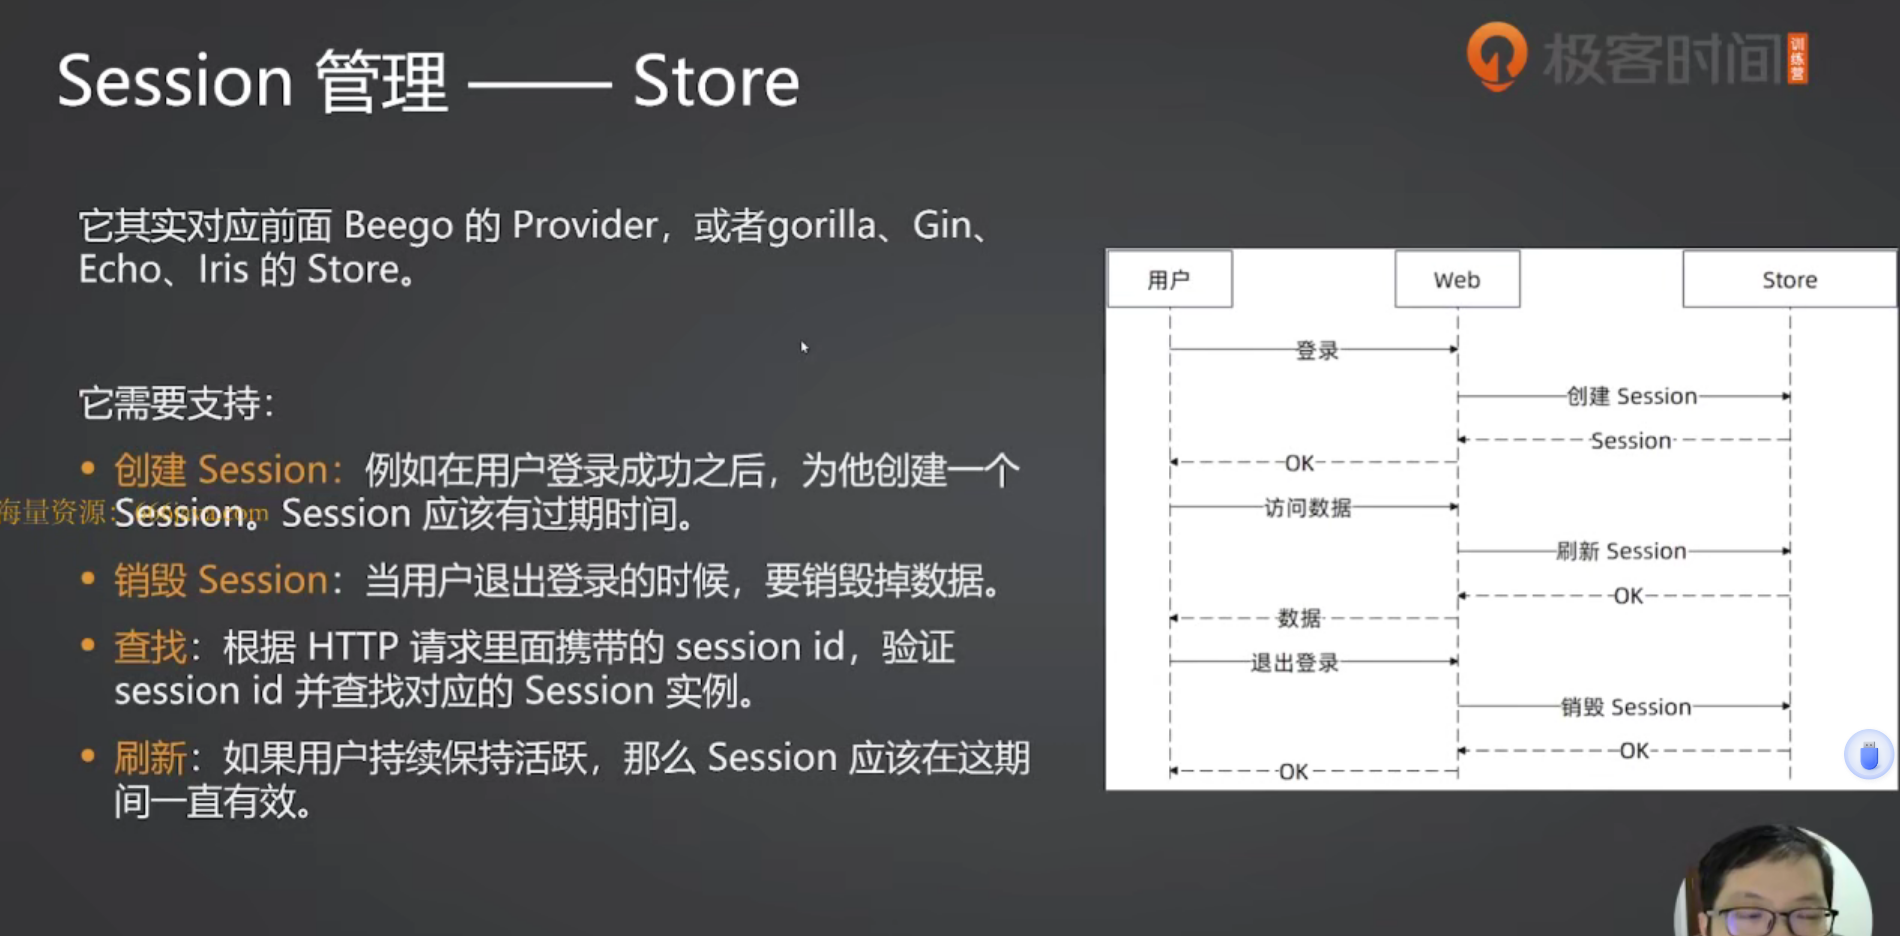 Session 管理 —— Store
极客时间
训练营
它其实对应前面 Beego 的 Provider，或者gorilla、Gin、
Echo、Iris 的 Store。
它需要支持：
• 创建 Session：例如在用户登录成功之后，为他创建一个
Session。Session 应该有过期时间。
海量资源：
• 销毁 Session：当用户退出登录的时候，要销毁掉数据。
• 查找：根据 HTTP 请求里面携带的 session id，验证
session id 并查找对应的 Session 实例。
• 刷新：如果用户持续保持活跃，那么 Session 应该在这期
间一直有效。
用户
Web
Store
登录
创建 Session
Session
OK
访问数据
刷新 Session
OK
数据
退出登录
销毁 Session
OK
OK